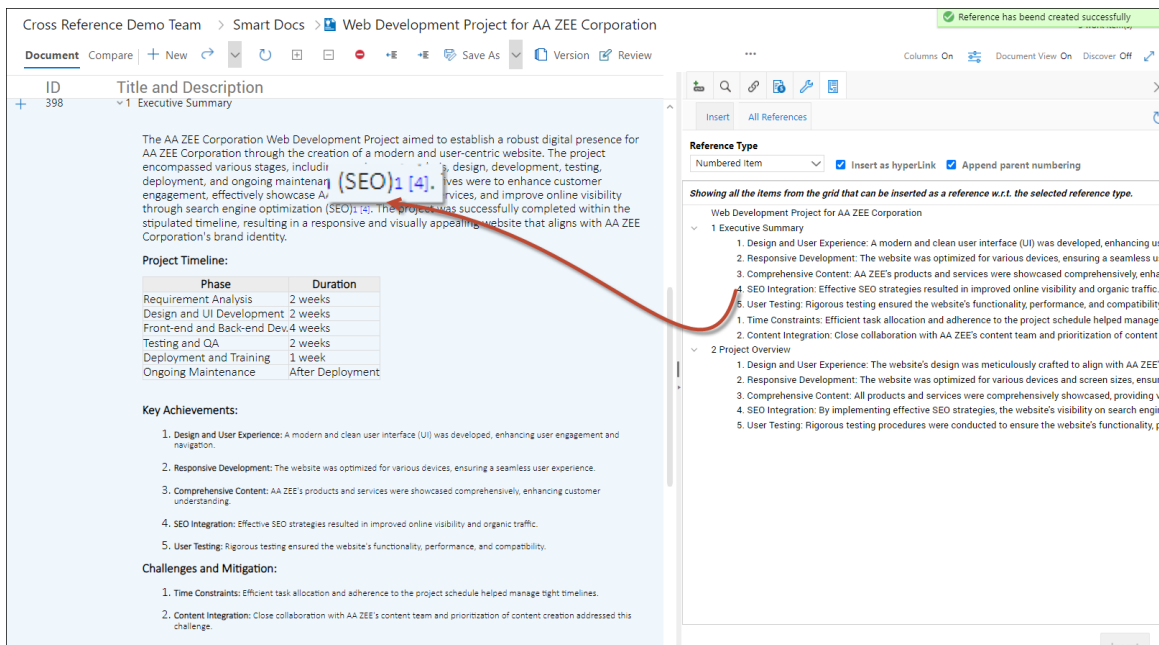 Cross Reference Demo Team > Smart Docs > Web Development Project for AA ZEE Corporation
Reference has beend created successfully
Document Compare New Save As Version Review
Columns On Document View On Discover Off
ID Title and Description
398 1 Executive Summary
The AA ZEE Corporation Web Development Project aimed to establish a robust digital presence for
AA ZEE Corporation through the creation of a modern and user-centric website. The project
encompassed various stages, includin design, development, testing,
deployment, and ongoing maintenan ives were to enhance customer
engagement, effectively showcase A rvices, and improve online visibility
through search engine optimization (SEO)1 [4]. The project was successfully completed within the
stipulated timeline, resulting in a responsive and visually appealing website that aligns with AA ZEE
Corporation's brand identity.
(SEO)1 [4].
Project Timeline:
Phase Duration
Requirement Analysis 2 weeks
Design and UI Development 2 weeks
Front-end and Back-end Dev. 4 weeks
Testing and QA 2 weeks
Deployment and Training 1 week
Ongoing Maintenance After Deployment
Key Achievements:
1. Design and User Experience: A modern and clean user interface (UI) was developed, enhancing user engagement and
navigation.
2. Responsive Development: The website was optimized for various devices, ensuring a seamless user experience.
3. Comprehensive Content: AA ZEE's products and services were showcased comprehensively, enhancing customer
understanding.
4. SEO Integration: Effective SEO strategies resulted in improved online visibility and organic traffic.
5. User Testing: Rigorous testing ensured the website's functionality, performance, and compatibility.
Challenges and Mitigation:
1. Time Constraints: Efficient task allocation and adherence to the project schedule helped manage tight timelines.
2. Content Integration: Close collaboration with AA ZEE's content team and prioritization of content creation addressed this
challenge.
Insert All References
Reference Type
Numbered Item Insert as hyperLink Append parent numbering
Showing all the items from the grid that can be inserted as a reference w.r.t. the selected reference type.
Web Development Project for AA ZEE Corporation
1 Executive Summary
1. Design and User Experience: A modern and clean user interface (UI) was developed, enhancing us
2. Responsive Development: The website was optimized for various devices, ensuring a seamless u
3. Comprehensive Content: AA ZEE's products and services were showcased comprehensively, enha
4. SEO Integration: Effective SEO strategies resulted in improved online visibility and organic traffic.
5. User Testing: Rigorous testing ensured the website's functionality, performance, and compatibility
1. Time Constraints: Efficient task allocation and adherence to the project schedule helped manage
2. Content Integration: Close collaboration with AA ZEE's content team and prioritization of content
2 Project Overview
1. Design and User Experience: The website's design was meticulously crafted to align with AA ZEE'
2. Responsive Development: The website was optimized for various devices and screen sizes, ensur
3. Comprehensive Content: All products and services were comprehensively showcased, providing v
4. SEO Integration: By implementing effective SEO strategies, the website's visibility on search engi
5. User Testing: Rigorous testing procedures were conducted to ensure the website's functionality, p